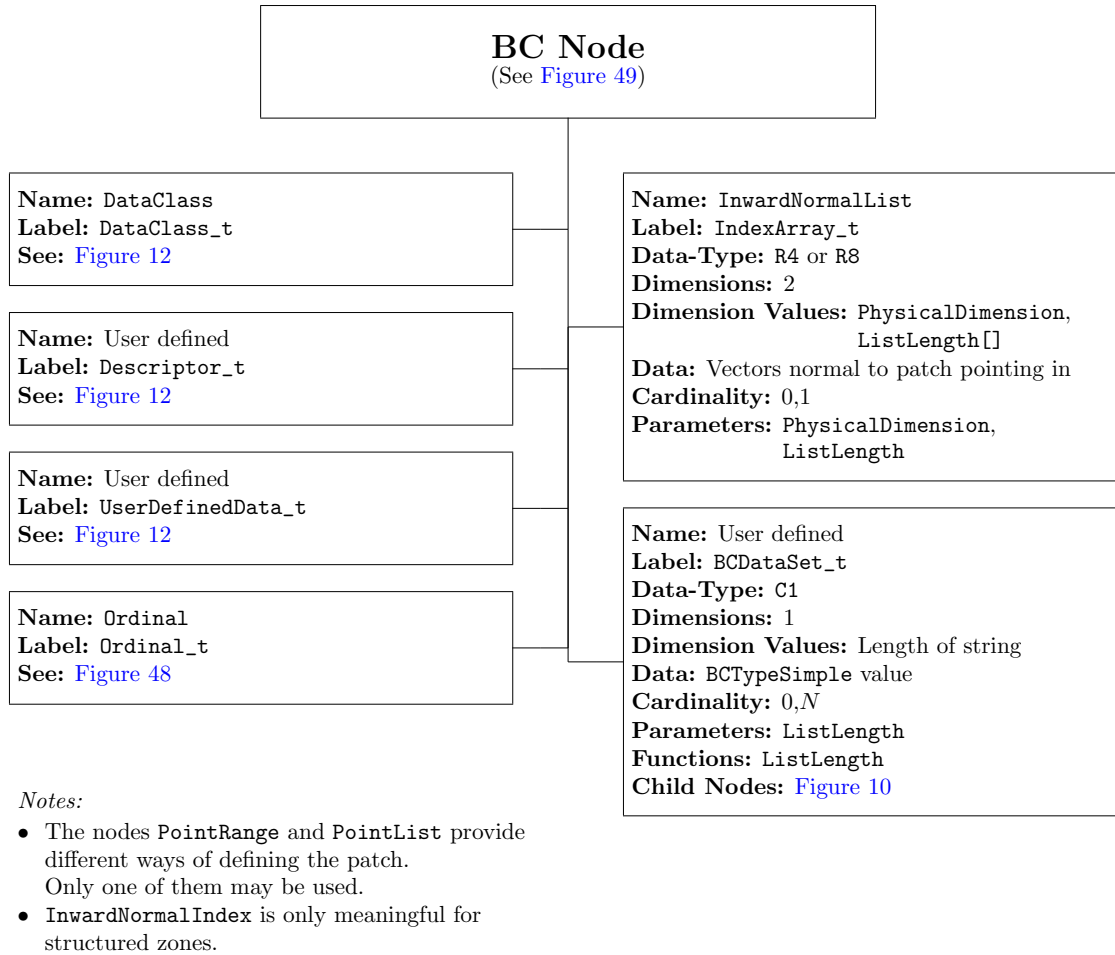 BC Node
(See Figure 49)
Name: DataClass
Label: DataClass_t
See: Figure 12
Name: User defined
Label: Descriptor_t
See: Figure 12
Name: User defined
Label: UserDefinedData_t
See: Figure 12
Name: Ordinal
Label: Ordinal_t
See: Figure 48
Name: InwardNormalList
Label: IndexArray_t
Data-Type: R4 or R8
Dimensions: 2
Dimension Values: PhysicalDimension,
ListLength[]
Data: Vectors normal to patch pointing in
Cardinality: 0,1
Parameters: PhysicalDimension,
ListLength
Name: User defined
Label: BCDataSet_t
Data-Type: C1
Dimensions: 1
Dimension Values: Length of string
Data: BCTypeSimple value
Cardinality: 0,N
Parameters: ListLength
Functions: ListLength
Child Nodes: Figure 10
Notes:
• The nodes PointRange and PointList provide
different ways of defining the patch.
Only one of them may be used.
• InwardNormalIndex is only meaningful for
structured zones.